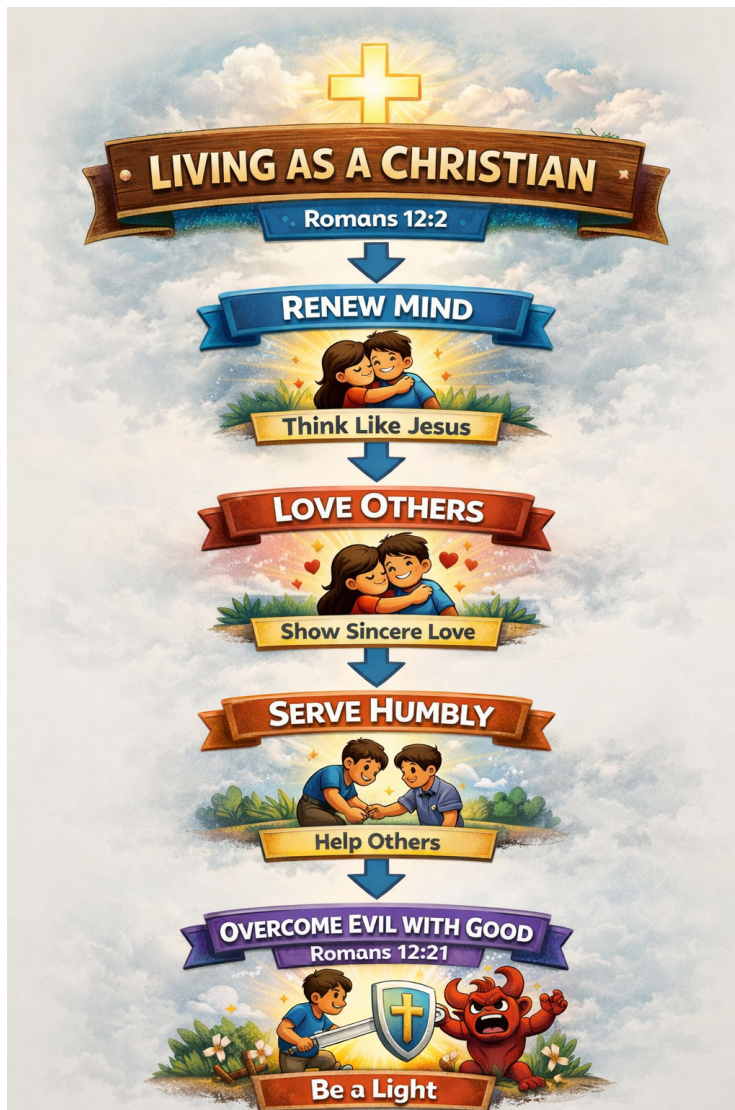 LIVING AS A CHRISTIAN
Romans 12:2
RENEW MIND
Think Like Jesus
LOVE OTHERS
Show Sincere Love
SERVE HUMBLY
Help Others
OVERCOME EVIL WITH GOOD
Romans 12:21
Be a Light